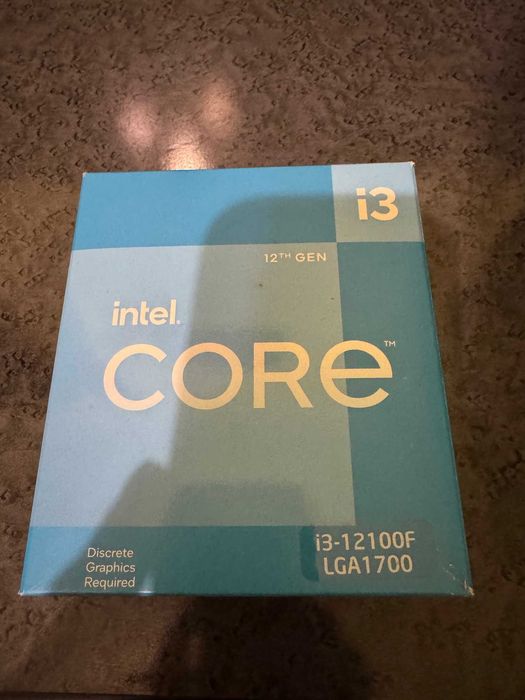 i3
12TH GEN
intel.
CORE™
Discrete
Graphics
Required
i3-12100F
LGA1700